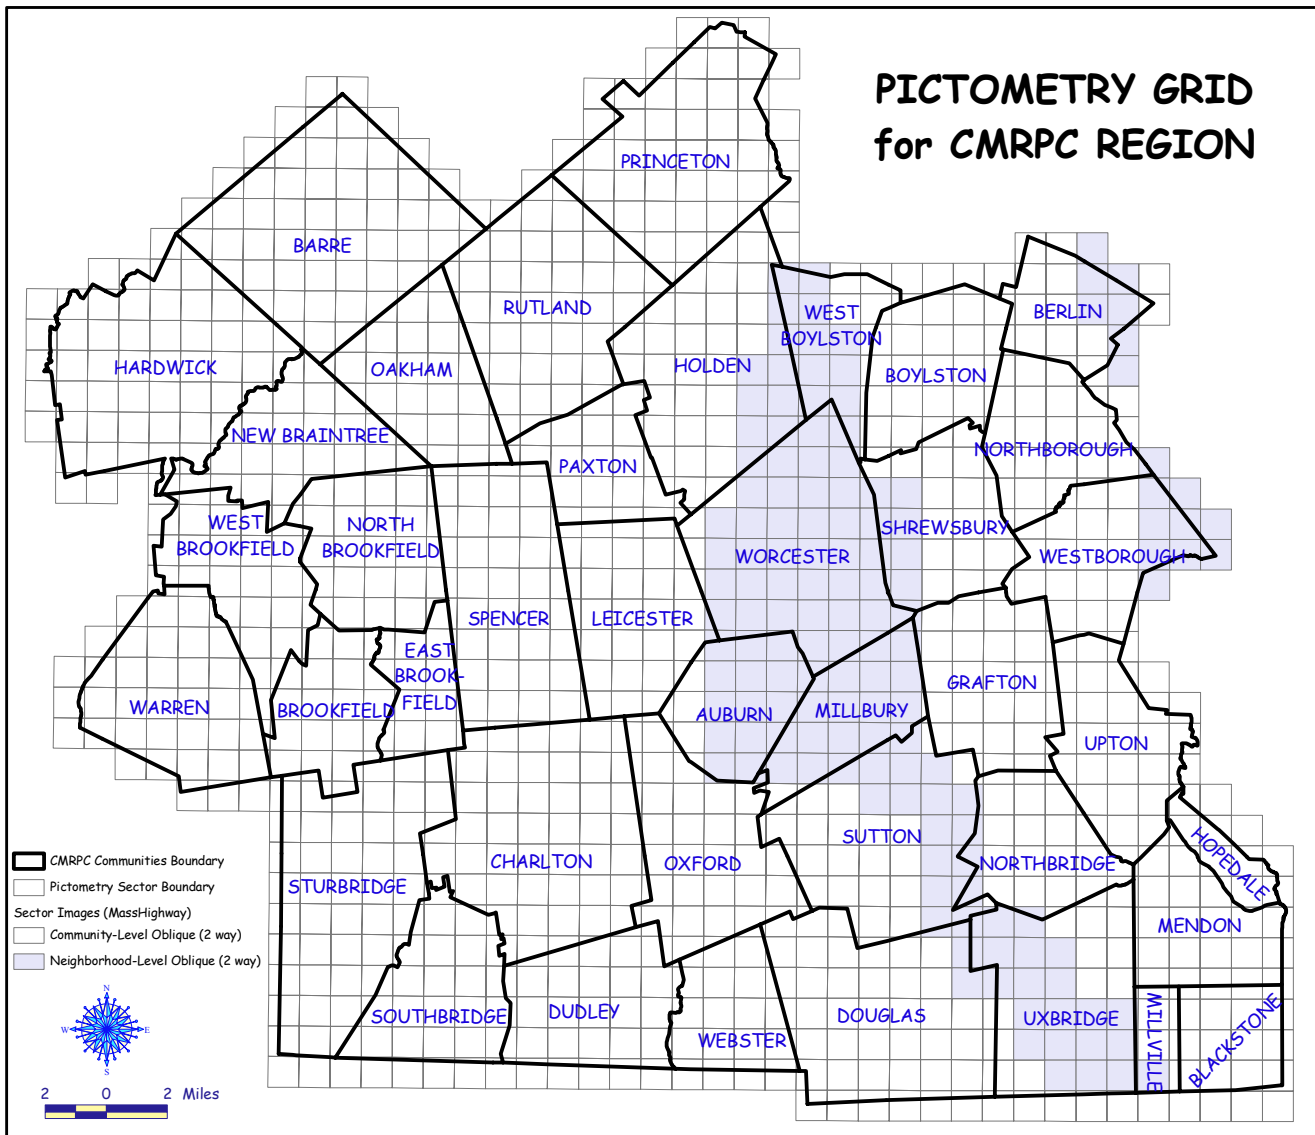 PICTOMETRY GRID
for CMRPC REGION
PRINCETON
BARRE
RUTLAND
WEST
BOYLSTON
BERLIN
HARDWICK
OAKHAM
HOLDEN
BOYLSTON
NEW BRAINTREE
PAXTON
NORTHBOROUGH
WEST
BROOKFIELD
NORTH
BROOKFIELD
WORCESTER
SHREWSBURY
WESTBOROUGH
SPENCER
LEICESTER
EAST
BROOK-
FIELD
WARREN
BROOKFIELD
AUBURN
MILLBURY
GRAFTON
UPTON
STURBRIDGE
CHARLTON
OXFORD
SUTTON
NORTHBRIDGE
HOPEDALE
MENDON
SOUTHBRIDGE
DUDLEY
WEBSTER
DOUGLAS
UXBRIDGE
MILLVILLE
BLACKSTONE
CMRPC Communities Boundary
Pictometry Sector Boundary
Sector Images (MassHighway)
Community-Level Oblique (2 way)
Neighborhood-Level Oblique (2 way)
N
W
E
S
2 0 2 Miles